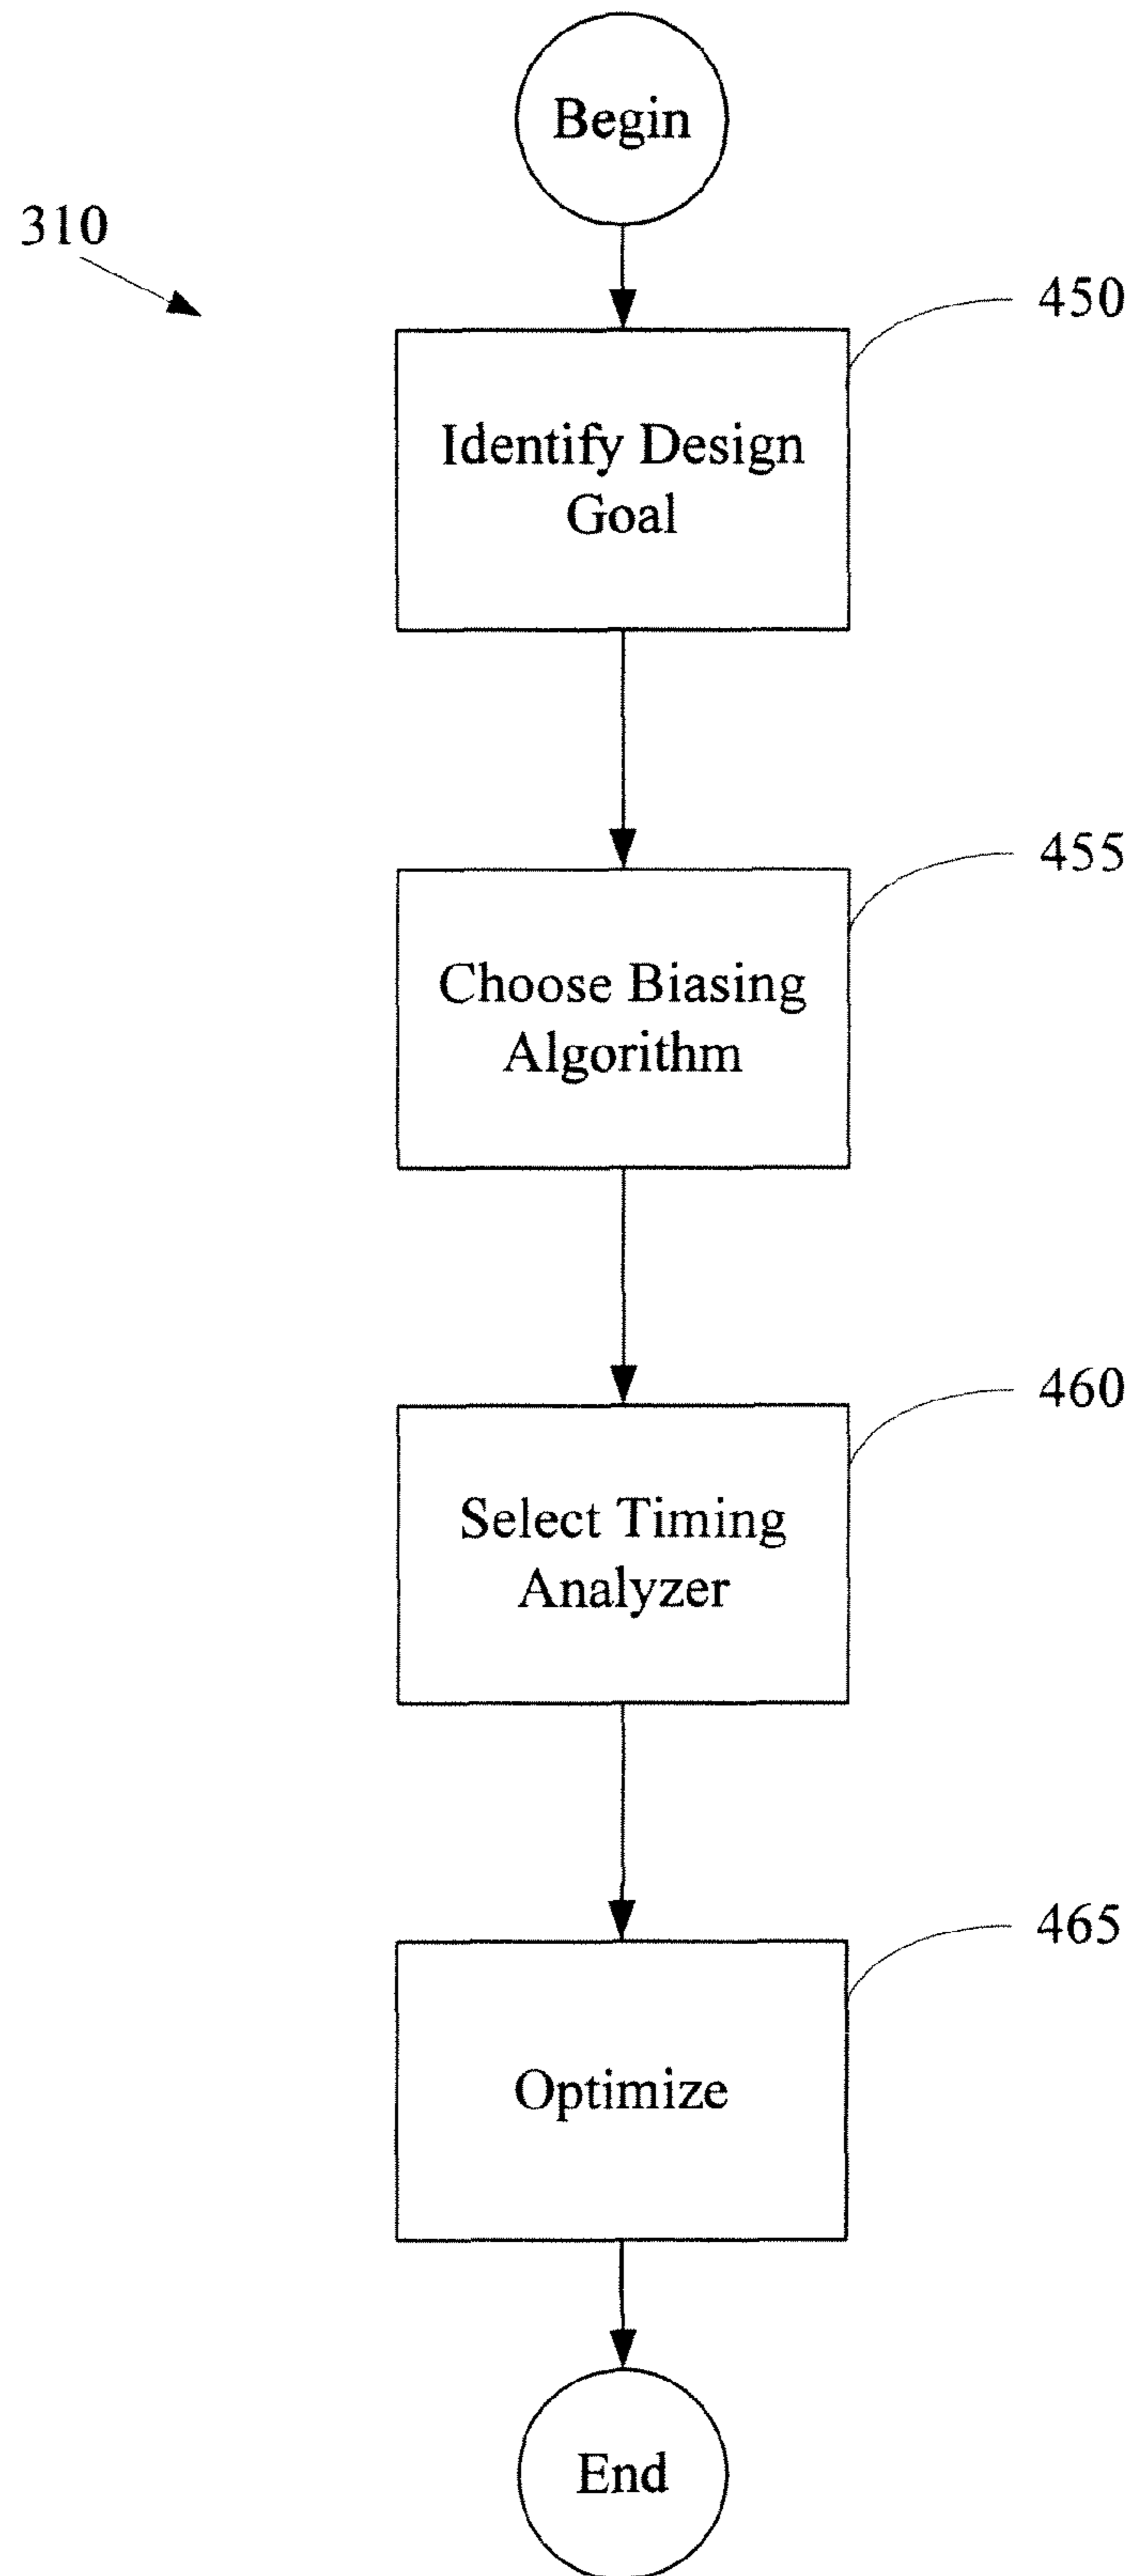 Begin
310
450
Identify Design
Goal
455
Choose Biasing
Algorithm
460
Select Timing
Analyzer
465
Optimize
End